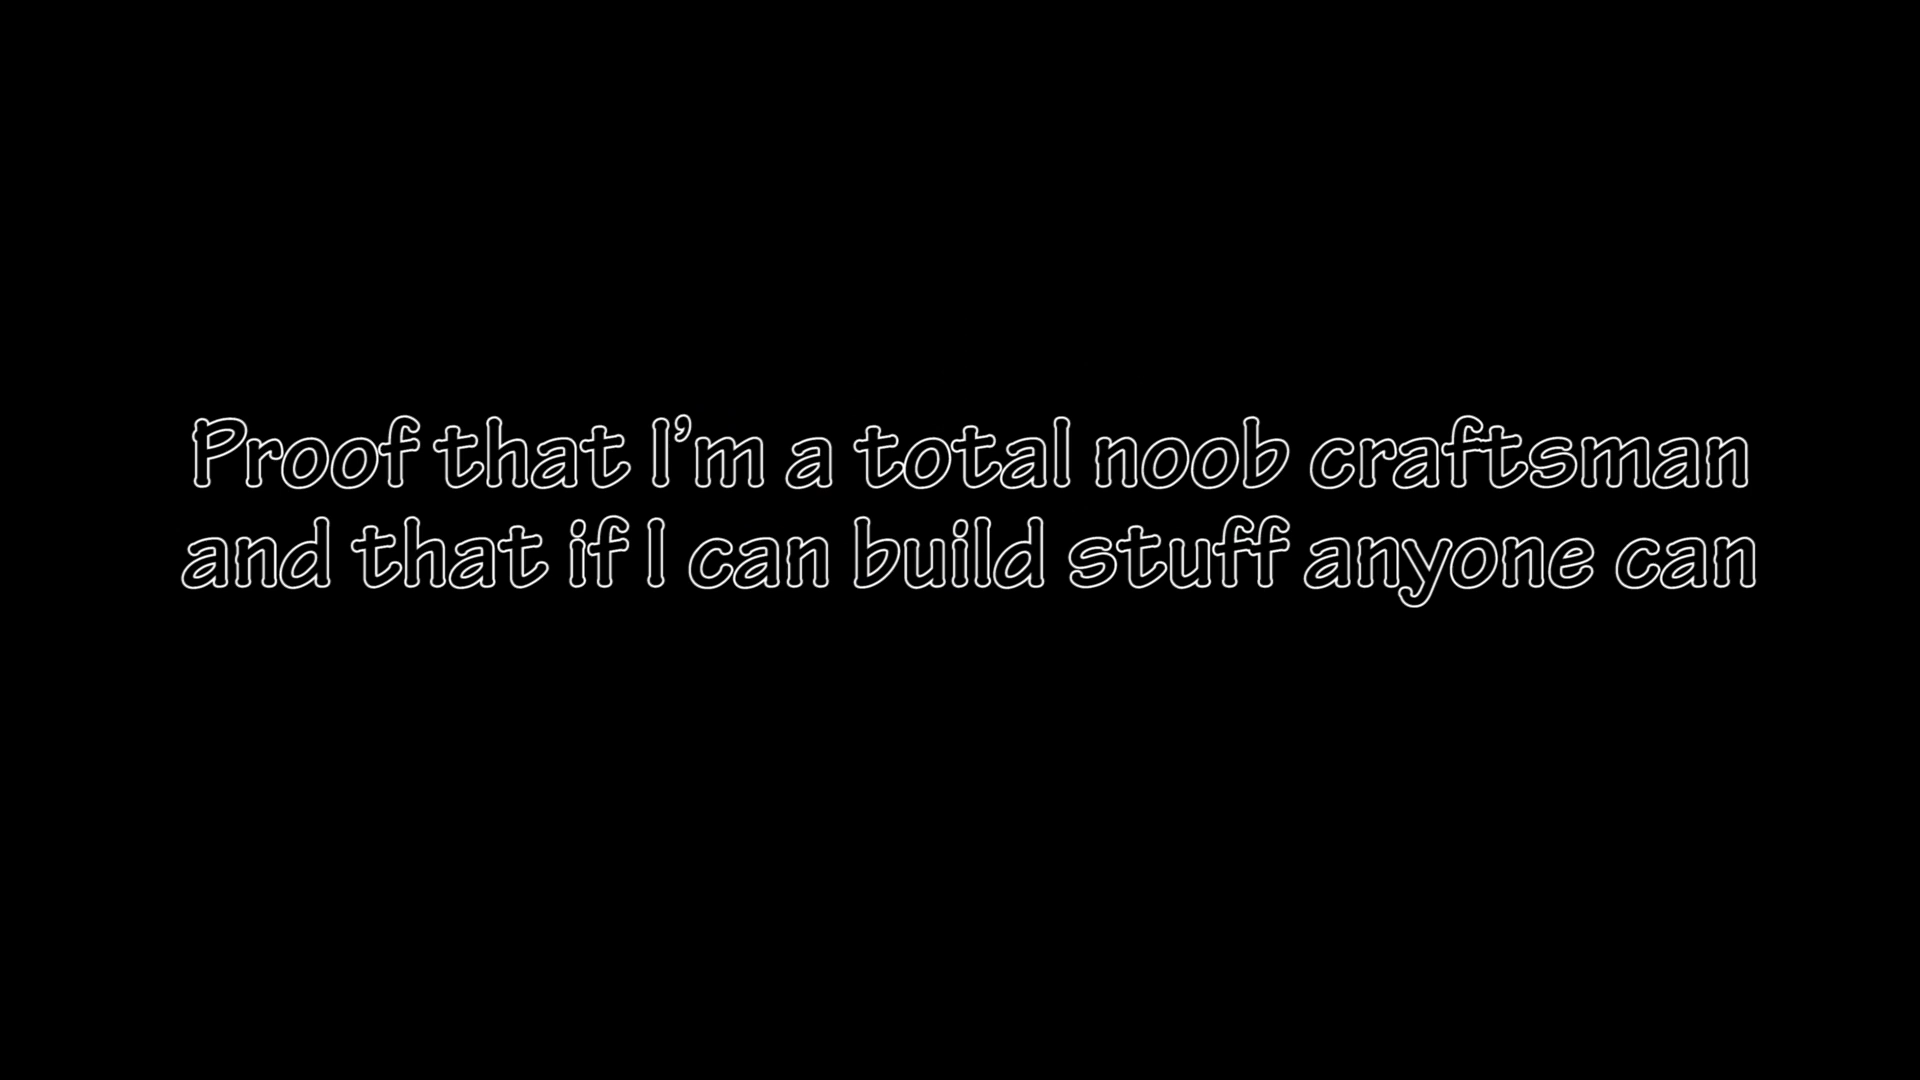 Proof that I'm a total noob craftsman
and that if I can build stuff anyone can